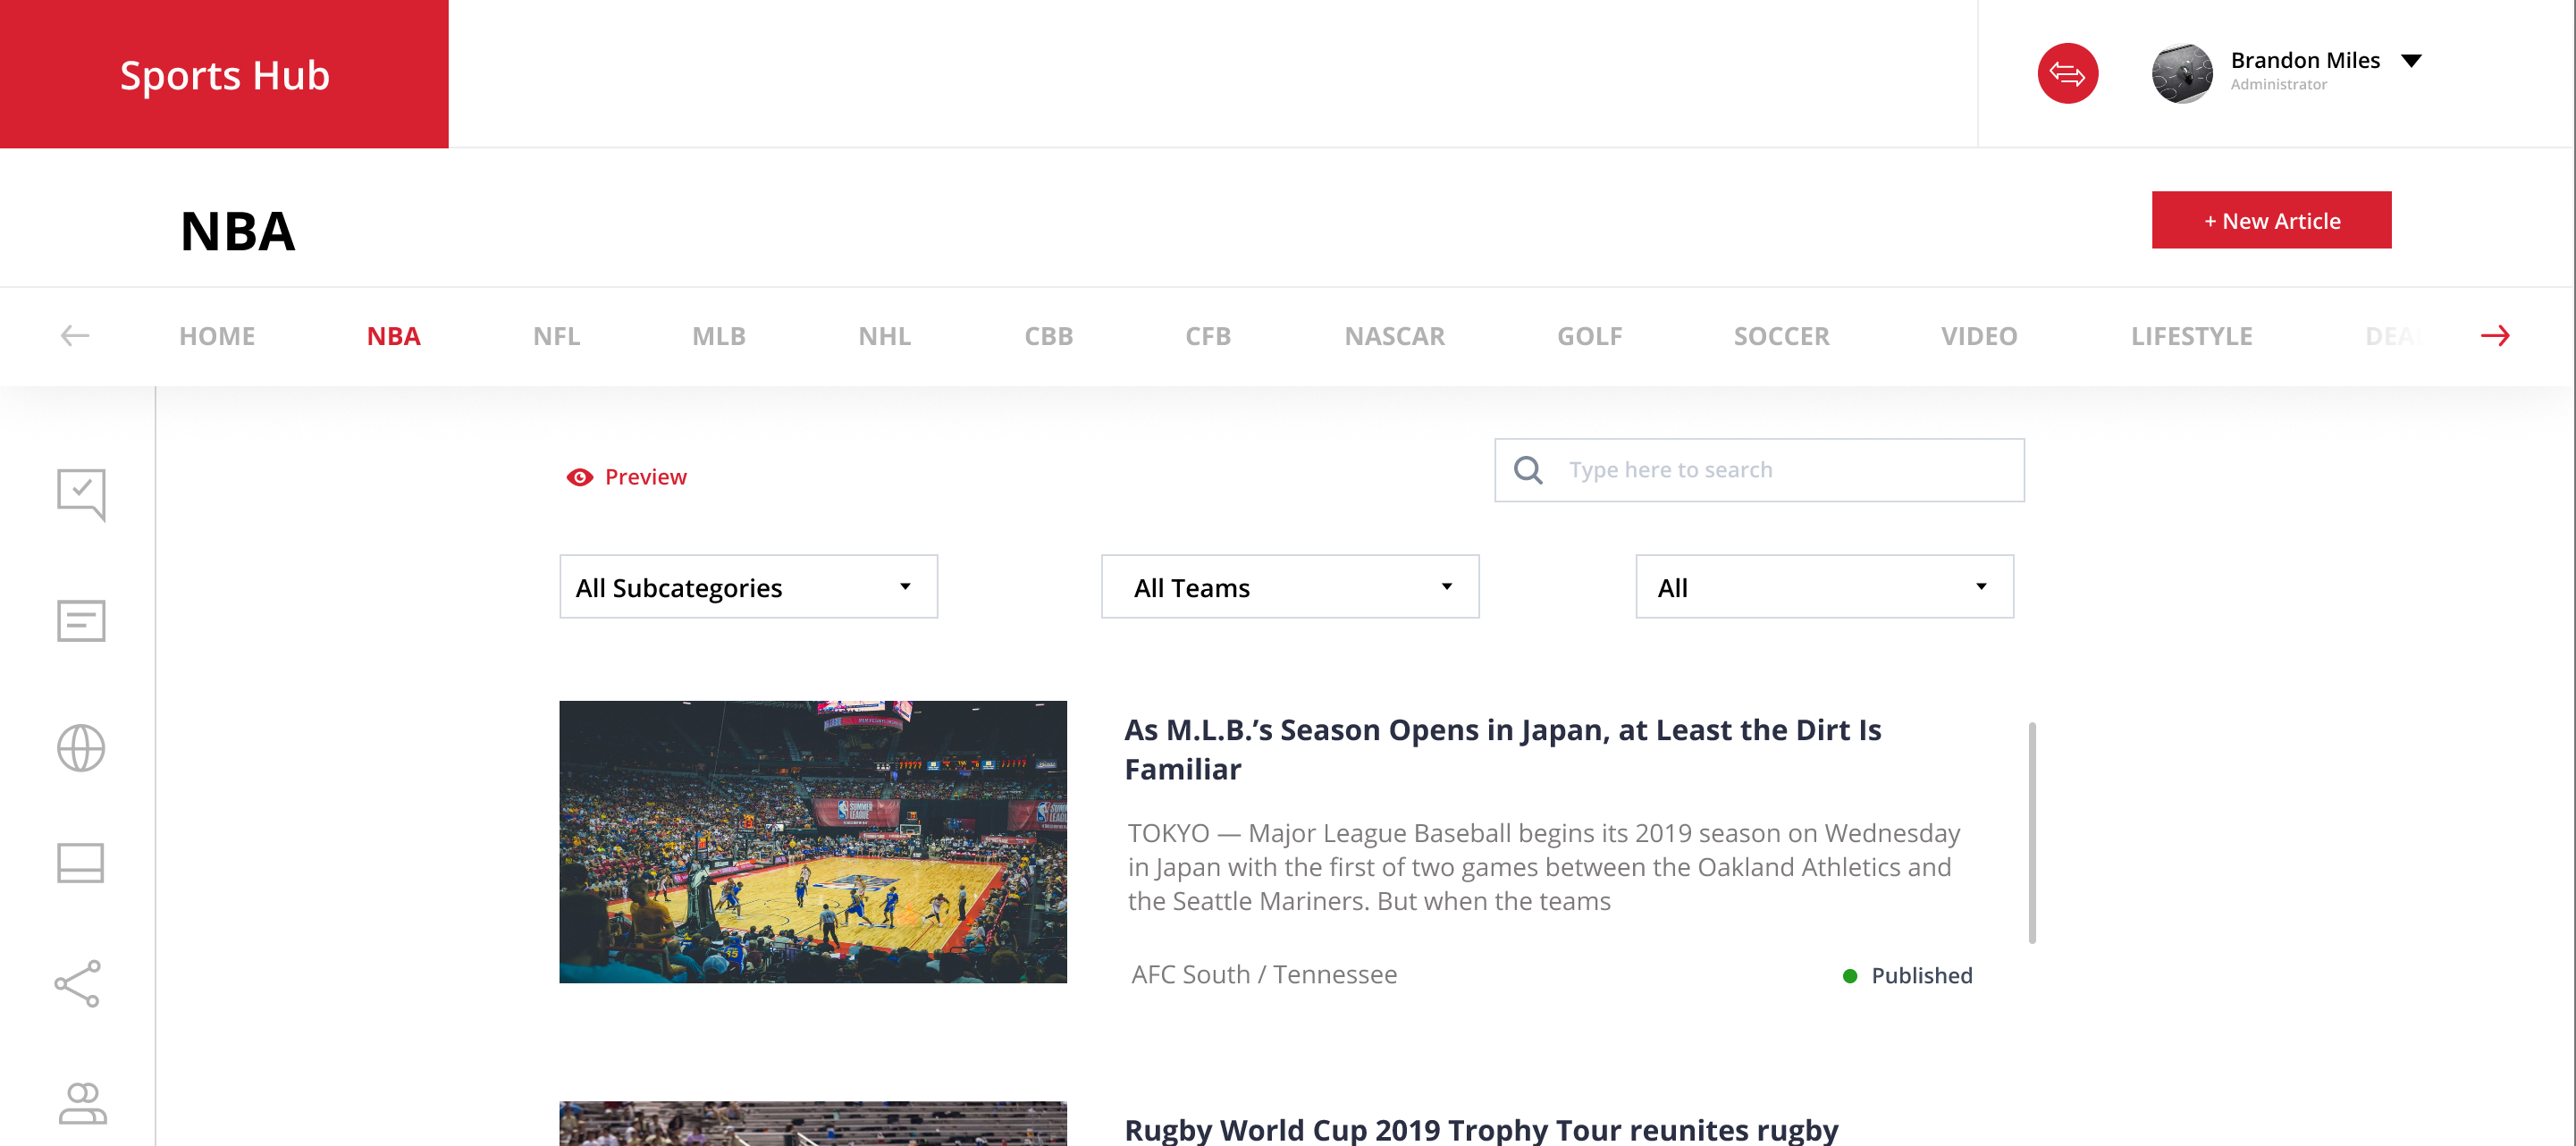 Sports Hub
Brandon Miles
Administrator
NBA
+ New Article
HOME NBA NFL MLB NHL CBB CFB NASCAR GOLF SOCCER VIDEO LIFESTYLE
Preview
Type here to search
All Subcategories
All Teams
All
As M.L.B.’s Season Opens in Japan, at Least the Dirt Is
Familiar
TOKYO — Major League Baseball begins its 2019 season on Wednesday
in Japan with the first of two games between the Oakland Athletics and
the Seattle Mariners. But when the teams
AFC South / Tennessee
Published
SUMMER
LEAGUE
35
Rugby World Cup 2019 Trophy Tour reunites rugby